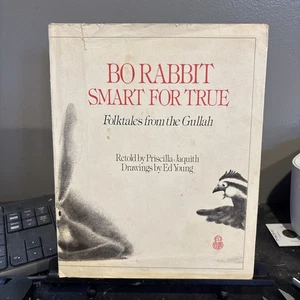 BO RABBIT
SMART FOR TRUE
Folktales from the Gullah
Retold by Priscilla Jaquith
Drawings by Ed Young